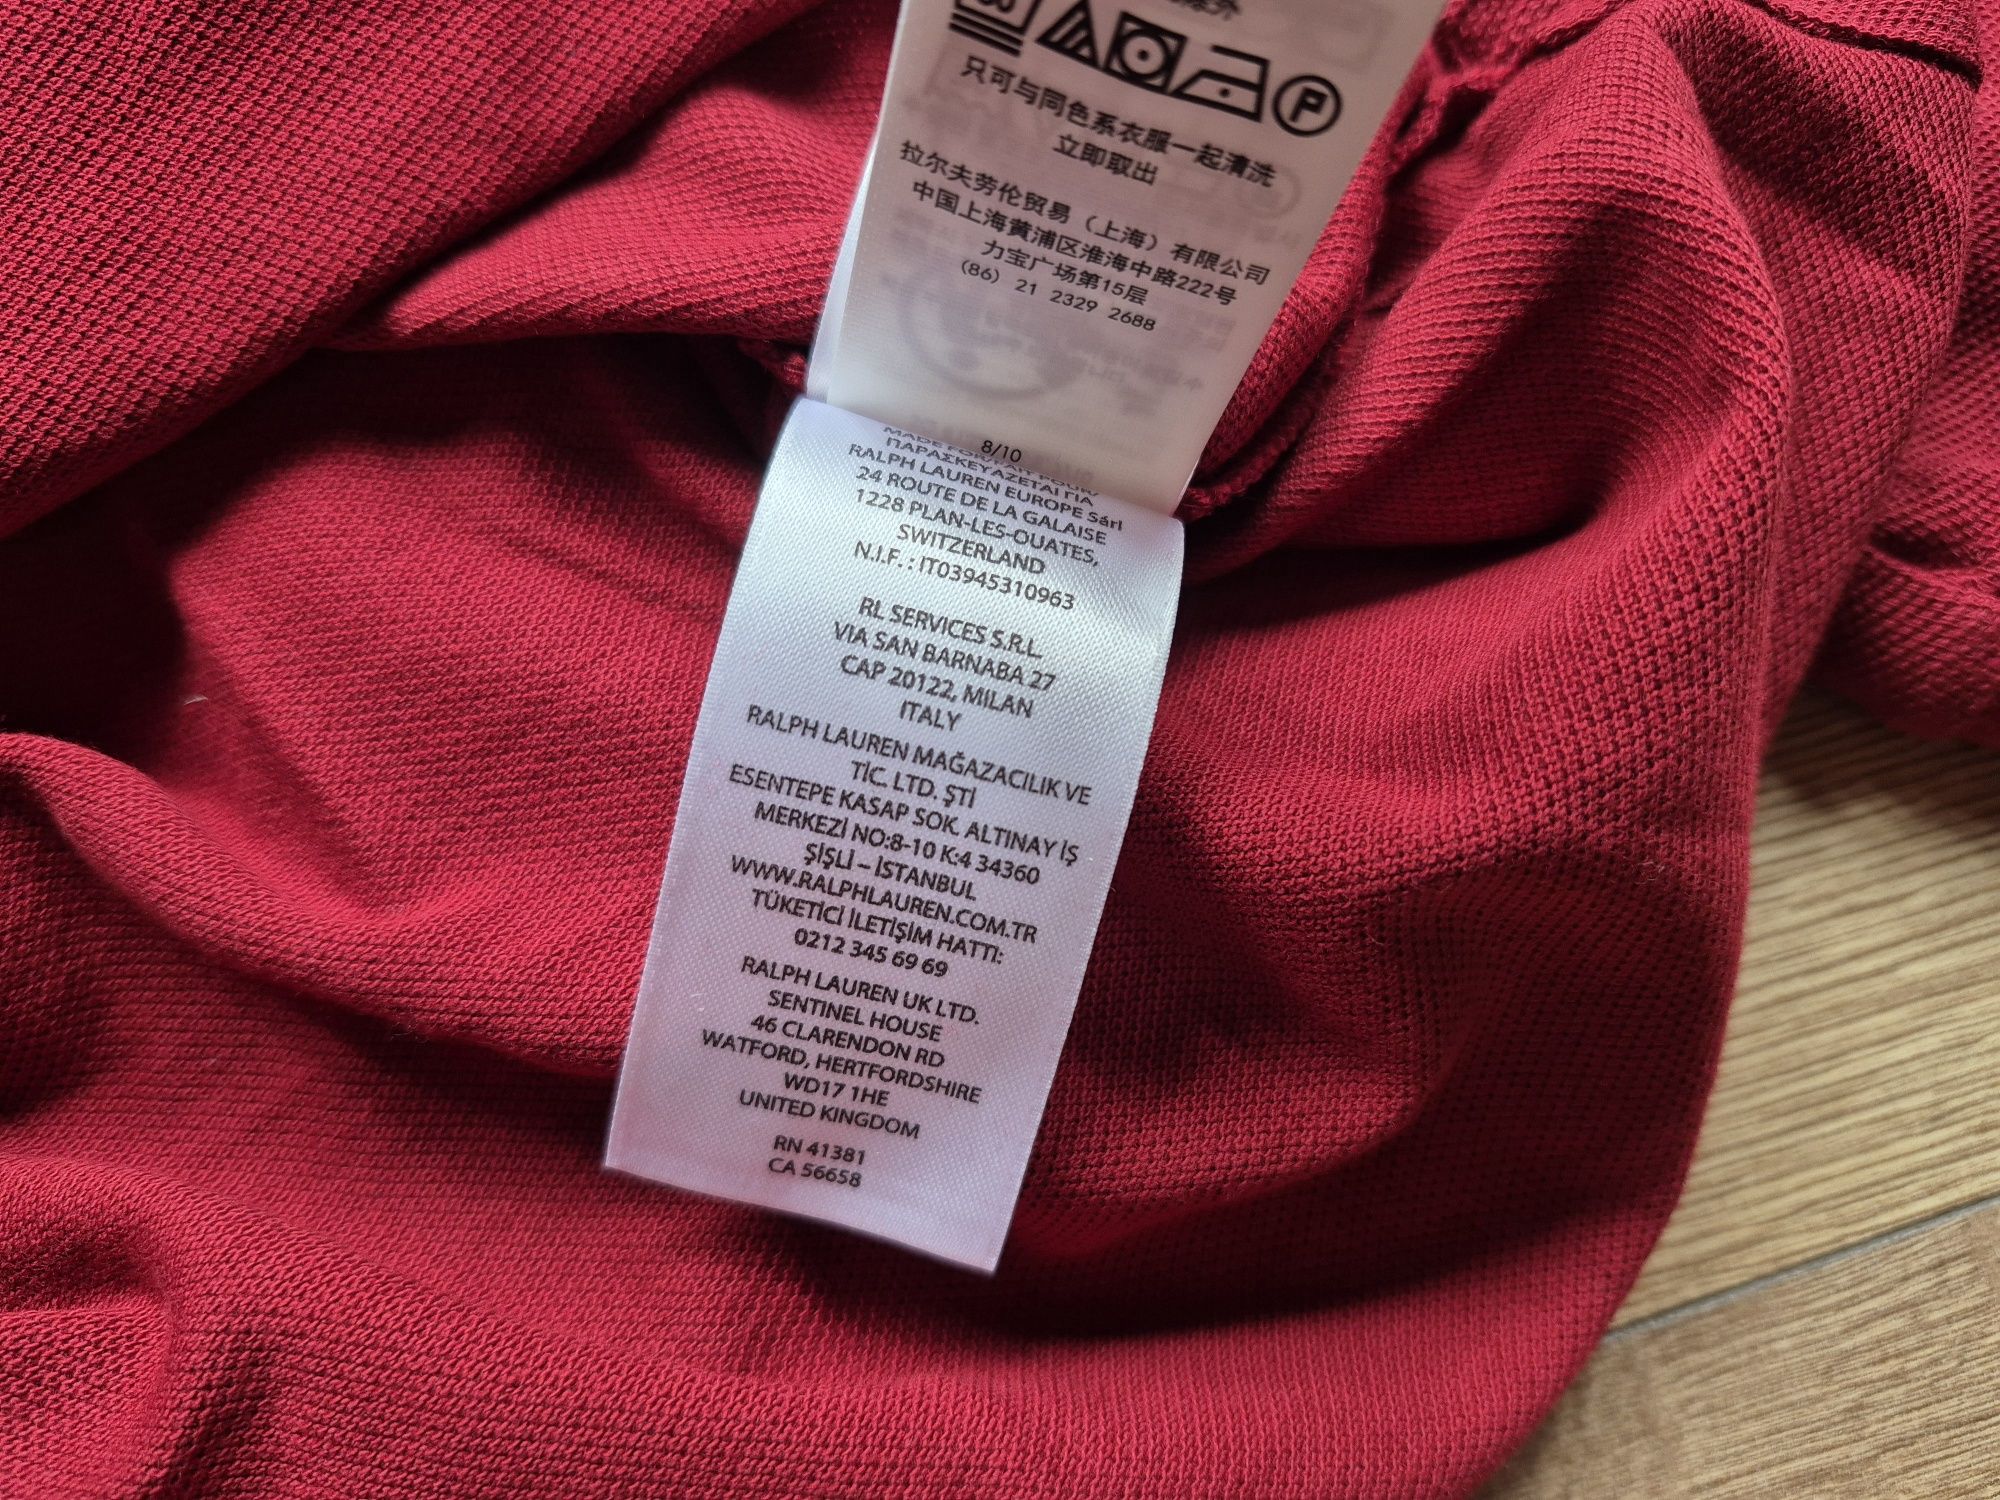 只可与同色系衣服一起清洗
立即取出
拉尔夫劳伦贸易（上海）有限公司
中国上海黄浦区淮海中路222号
力宝广场第15层
(86) 21 2329 2688
8/10
ΠΑΡΑΣΚΕΥΑΖΕΤΑΙ ΓΙΑ
RALPH LAUREN EUROPE Sárl
24 ROUTE DE LA GALAISE
1228 PLAN-LES-OUATES,
SWITZERLAND
N.I.F. : IT03945310963
RL SERVICES S.R.L.
VIA SAN BARNABA 27
CAP 20122, MILAN
ITALY
RALPH LAUREN MAĞAZACILIK VE
TİC. LTD. ŞTİ
ESENTEPE KASAP SOK. ALTINAY İŞ
MERKEZİ NO:8-10 K:4 34360
ŞİŞLİ – İSTANBUL
WWW.RALPHLAUREN.COM.TR
TÜKETİCİ İLETİŞİM HATTI:
0212 345 69 69
RALPH LAUREN UK LTD.
SENTINEL HOUSE
46 CLARENDON RD
WATFORD, HERTFORDSHIRE
WD17 1HE
UNITED KINGDOM
RN 41381
CA 56658